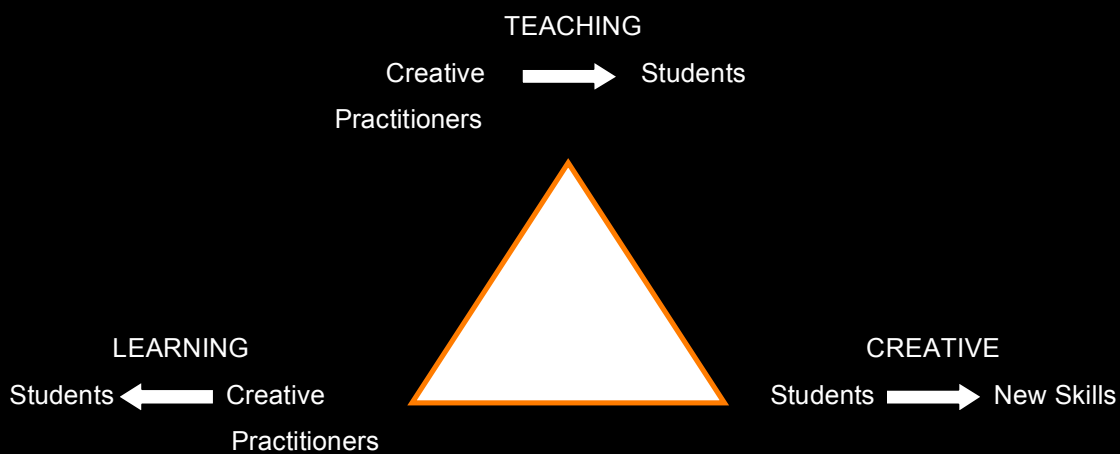 TEACHING
Creative Students
Practitioners
LEARNING
Students Creative
Practitioners
CREATIVE
Students New Skills